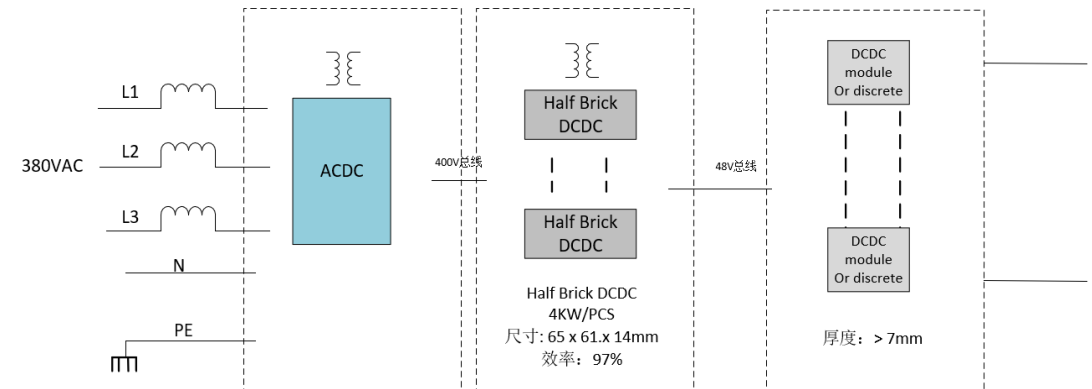 L1
L2
380VAC
L3
N
PE
ACDC
400V总线
Half Brick
DCDC
Half Brick
DCDC
Half Brick DCDC
4KW/PCS
尺寸: 65 x 61.x 14mm
效率：97%
48V总线
DCDC
module
Or discrete
DCDC
module
Or discrete
厚度：> 7mm